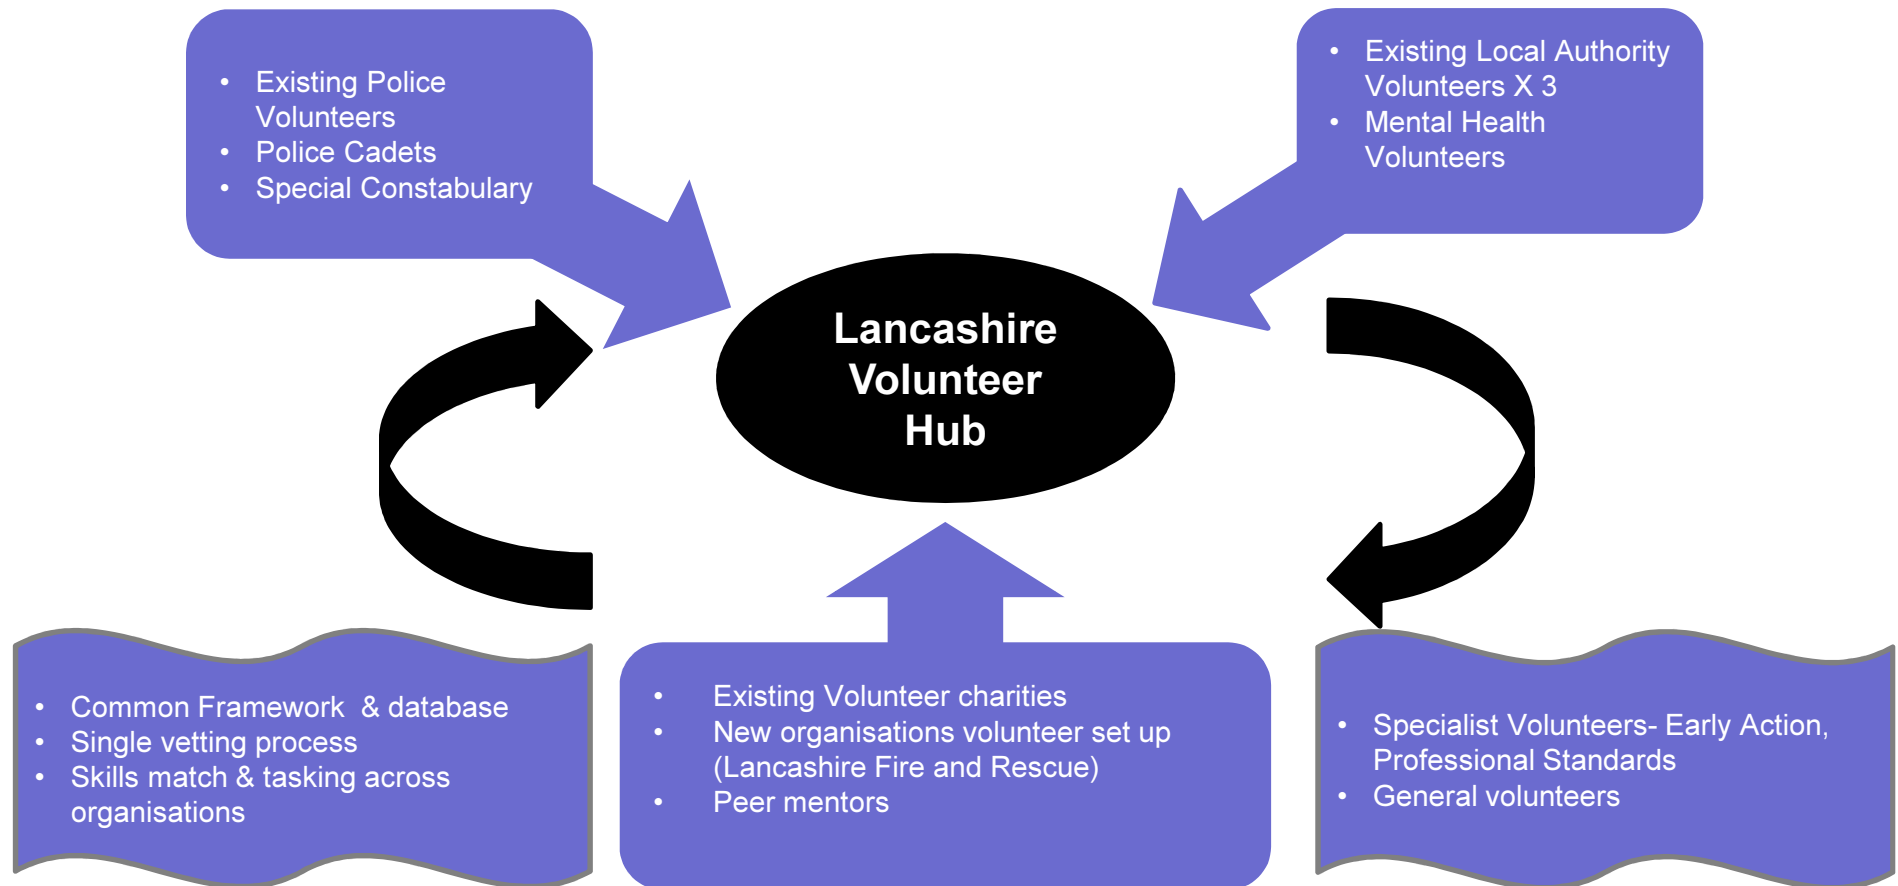 • Existing Police
Volunteers
• Police Cadets
• Special Constabulary
• Existing Local Authority
Volunteers X 3
• Mental Health
Volunteers
Lancashire
Volunteer
Hub
• Common Framework & database
• Single vetting process
• Skills match & tasking across
organisations
• Existing Volunteer charities
• New organisations volunteer set up
(Lancashire Fire and Rescue)
• Peer mentors
• Specialist Volunteers- Early Action,
Professional Standards
• General volunteers